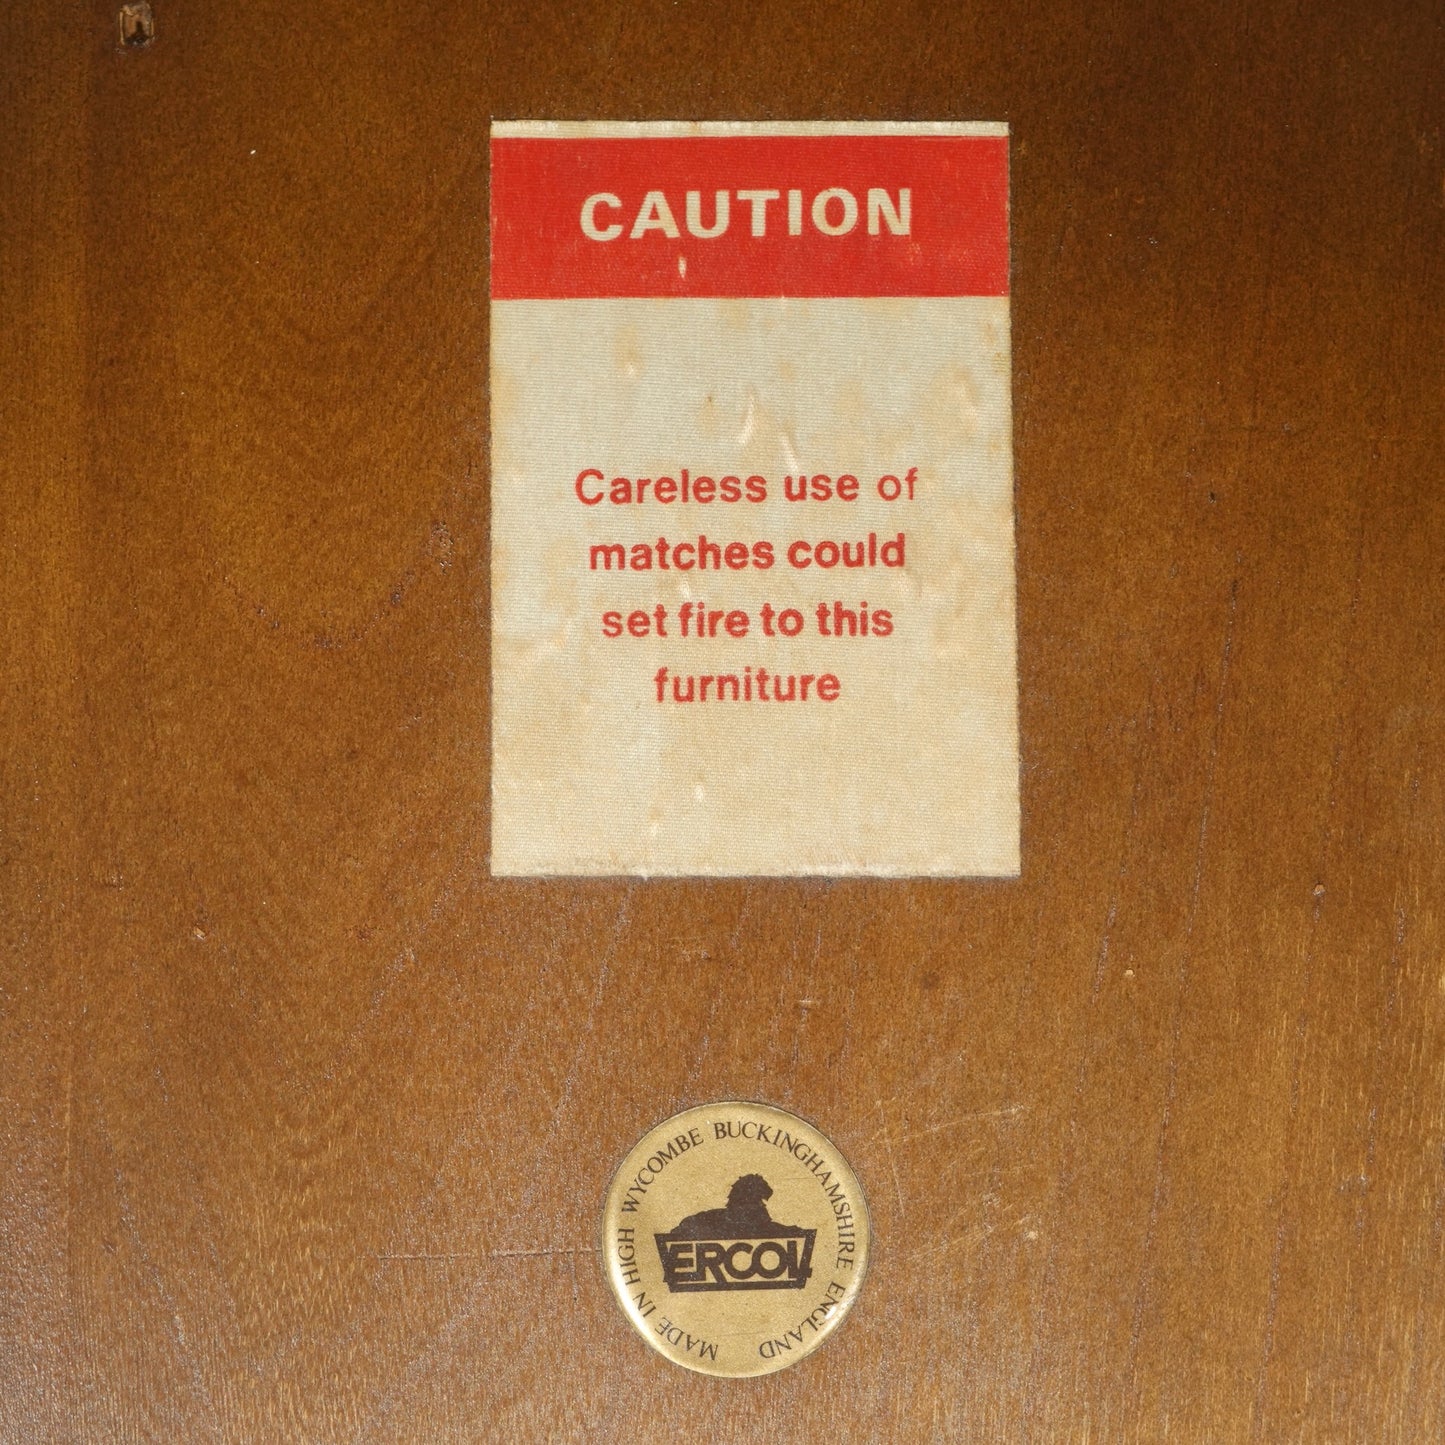 CAUTION
Careless use of
matches could
set fire to this
furniture
MADE IN HIGH WYCOMBE BUCKINGHAMSHIRE ENGLAND
ERCOL